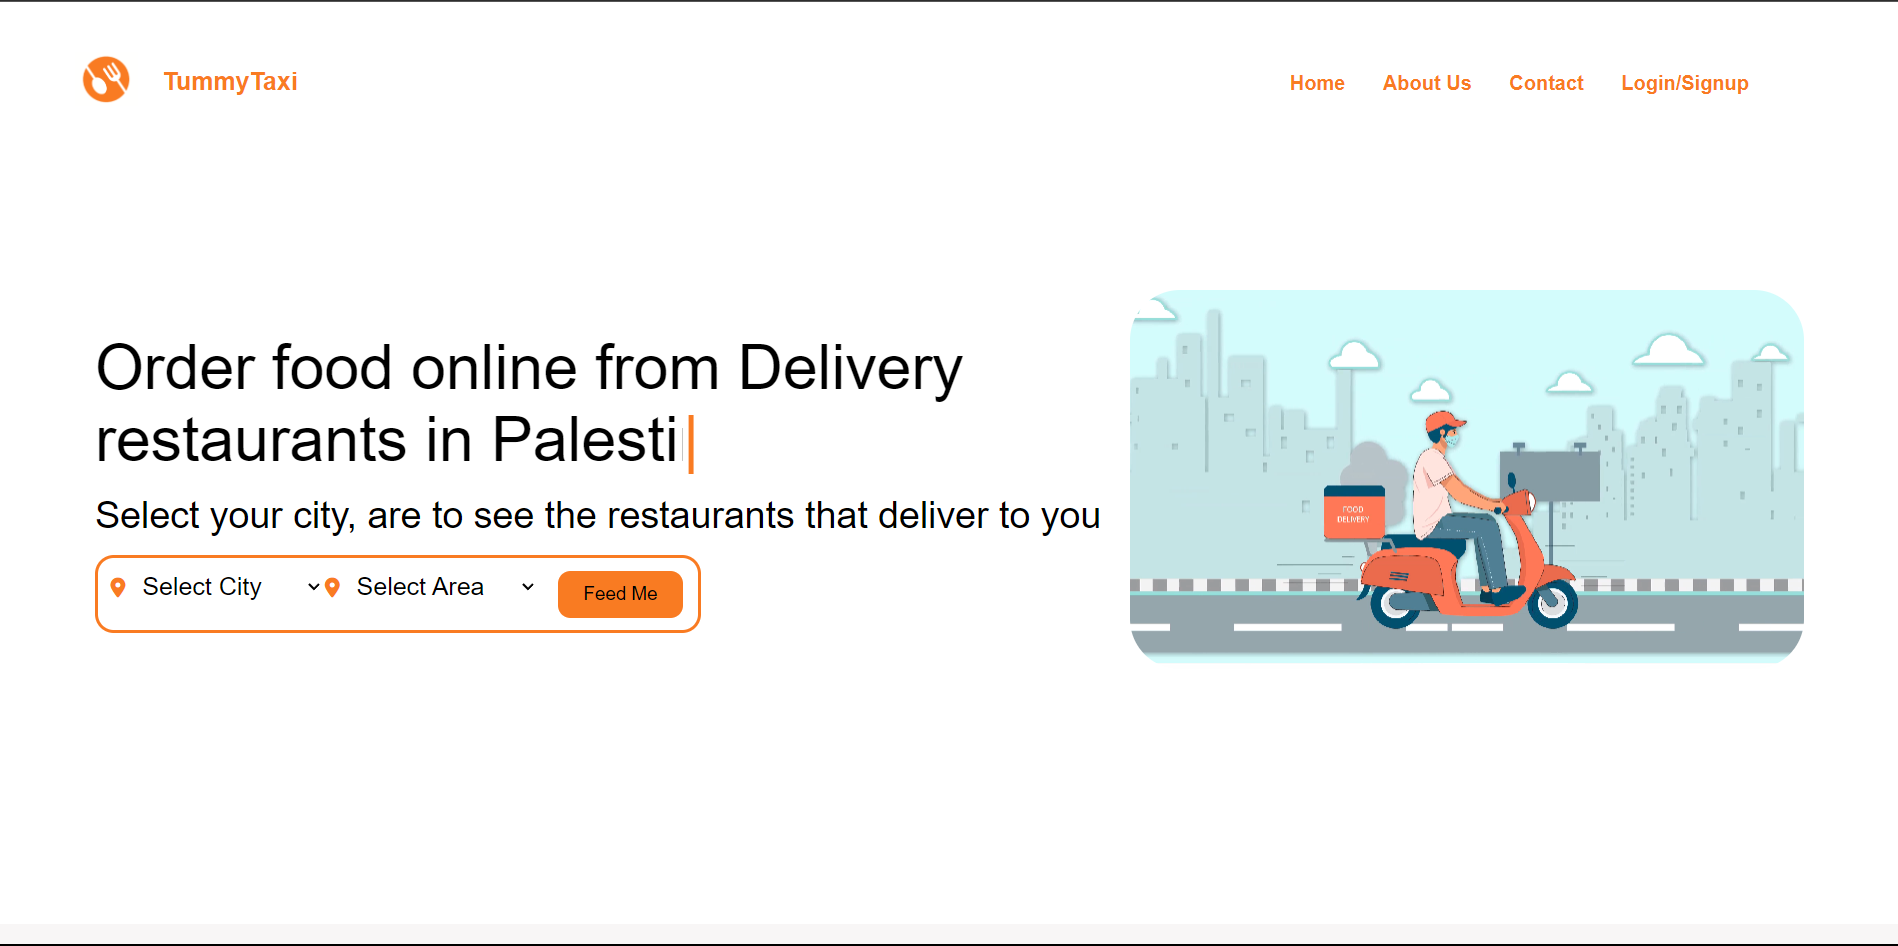 TummyTaxi
Home About Us Contact Login/Signup
Order food online from Delivery
restaurants in Palesti
Select your city, are to see the restaurants that deliver to you
Select City Select Area Feed Me
FOOD
DELIVERY